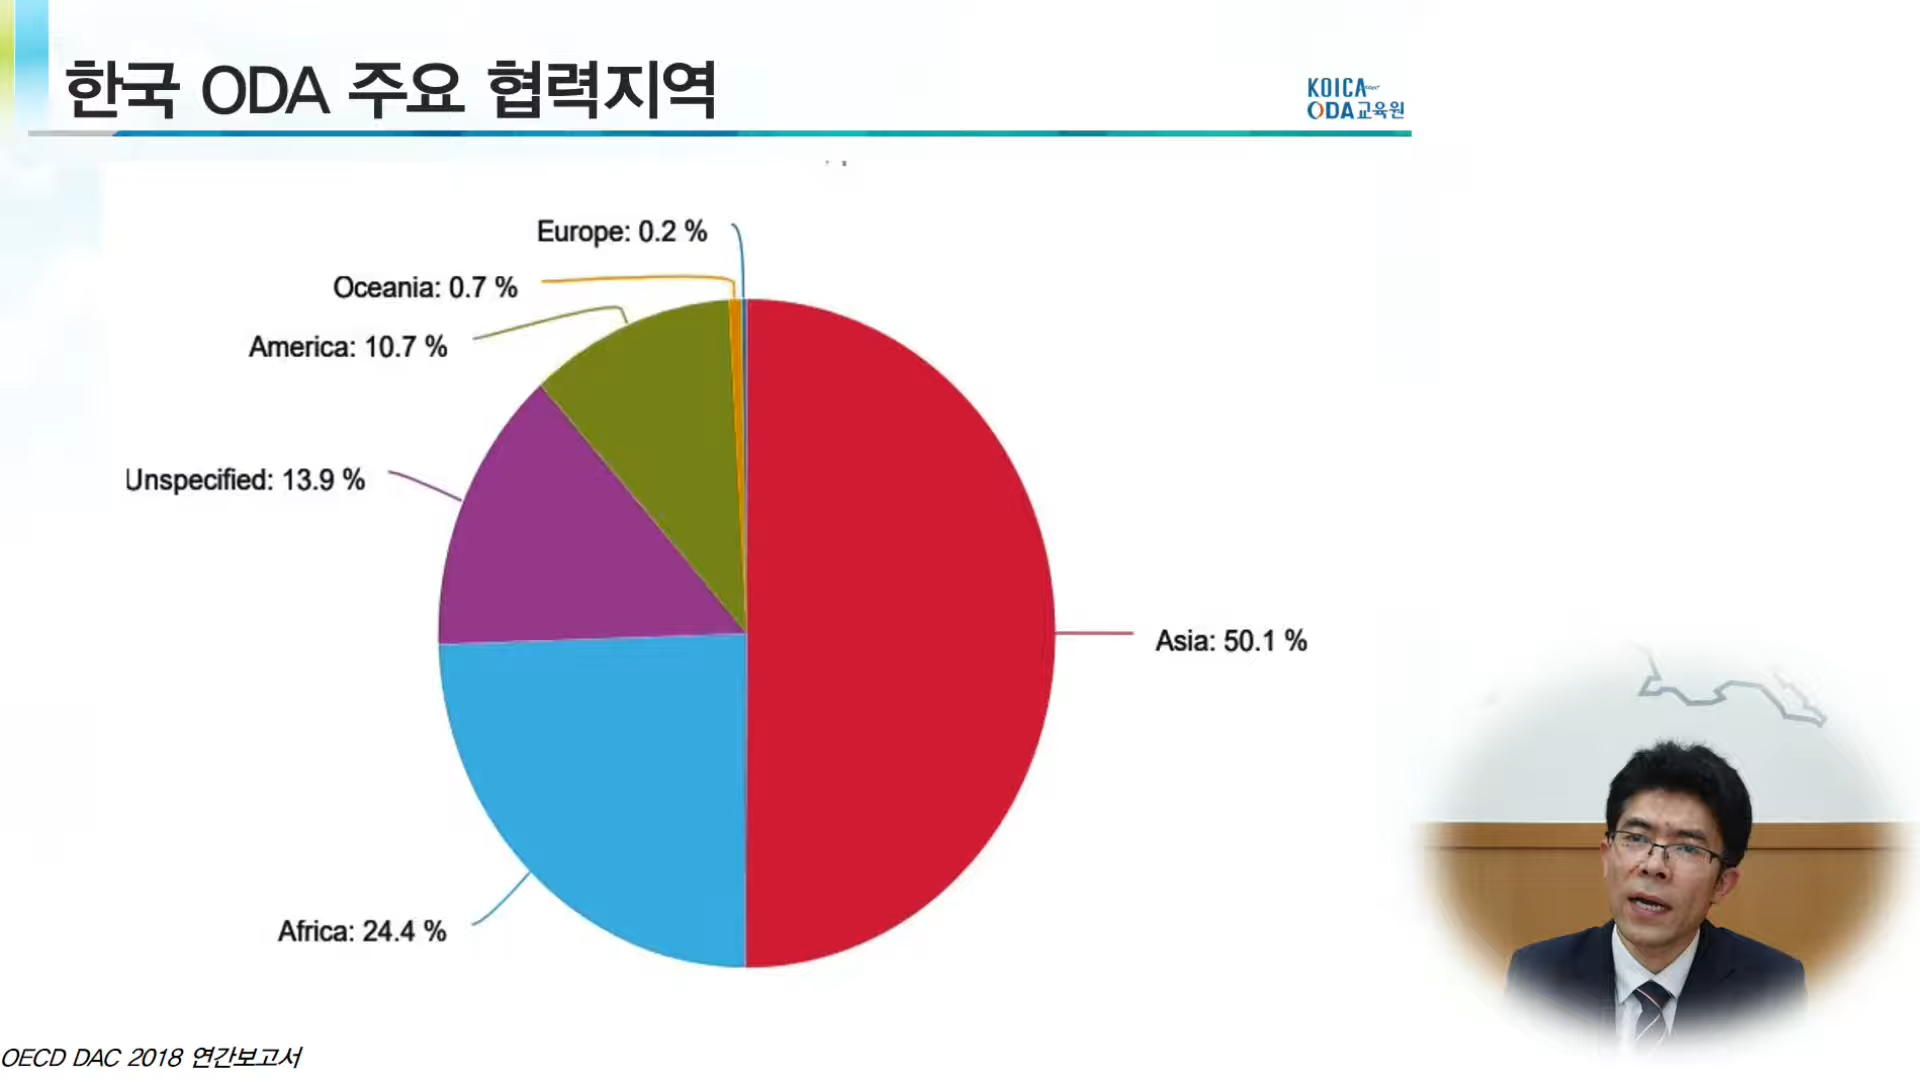 한국 ODA 주요 협력지역
KOICA
ODA교육원
Europe: 0.2 %
Oceania: 0.7 %
America: 10.7 %
Unspecified: 13.9 %
Asia: 50.1 %
Africa: 24.4 %
OECD DAC 2018 연간보고서